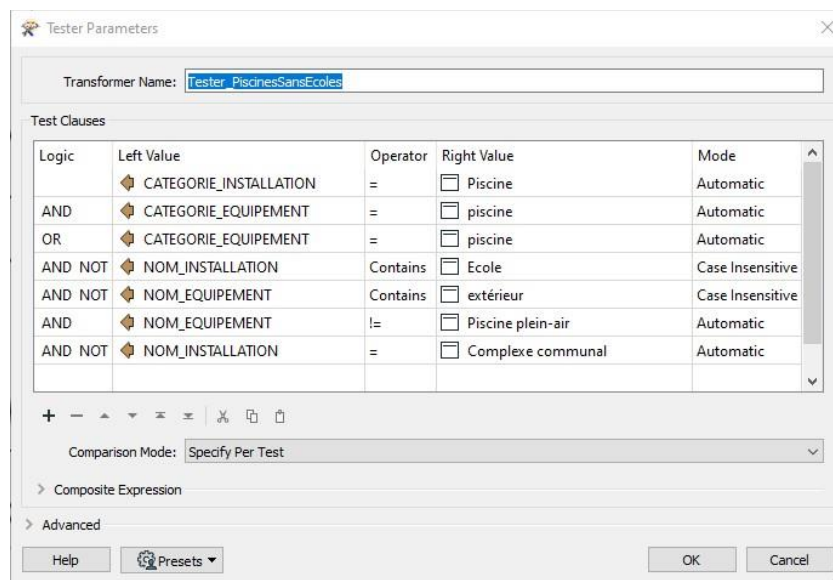 Tester Parameters
Transformer Name: Tester_PiscinesSansEcoles
Test Clauses
Logic Left Value Operator Right Value Mode
CATEGORIE_INSTALLATION = Piscine Automatic
AND CATEGORIE_EQUIPEMENT = piscine Automatic
OR CATEGORIE_EQUIPEMENT = piscine Automatic
AND NOT NOM_INSTALLATION Contains Ecole Case Insensitive
AND NOT NOM_EQUIPEMENT Contains extérieur Case Insensitive
AND NOM_EQUIPEMENT != Piscine plein-air Automatic
AND NOT NOM_INSTALLATION = Complexe communal Automatic
Comparison Mode: Specify Per Test
Composite Expression
Advanced
Help Presets OK Cancel